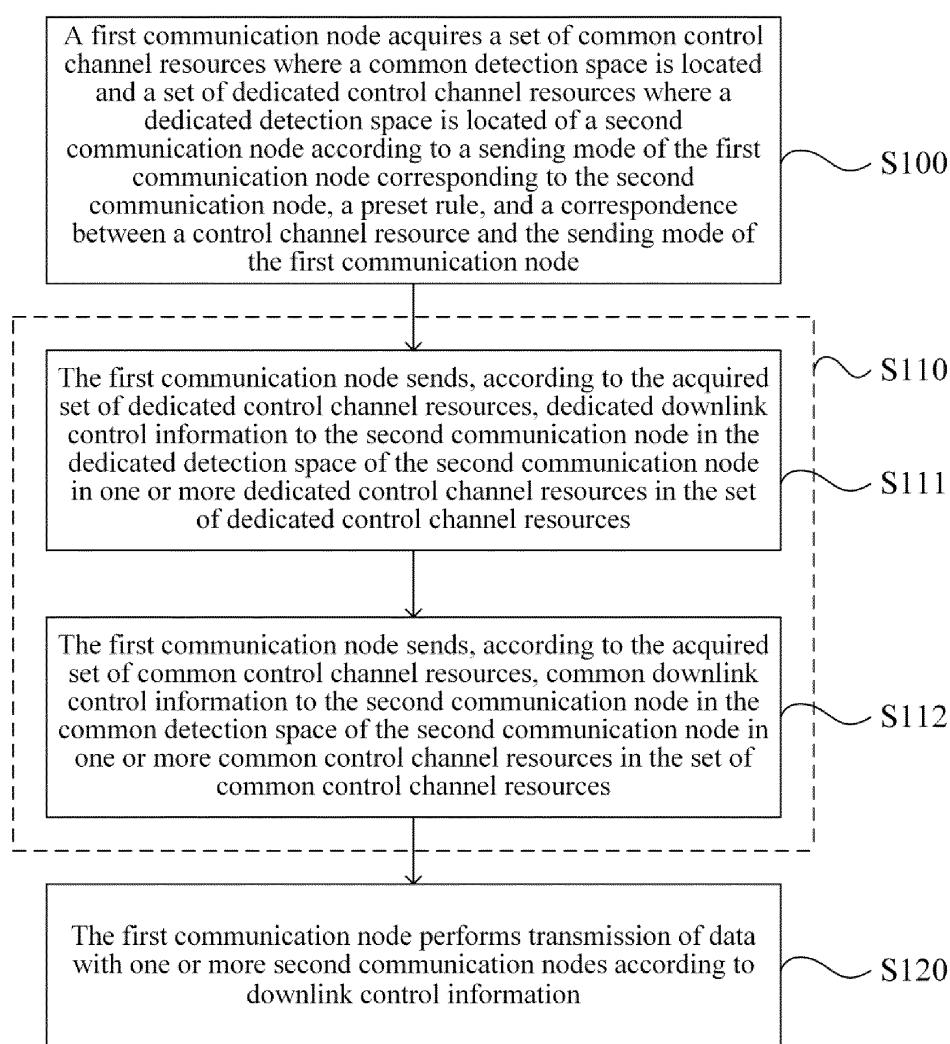 A first communication node acquires a set of common control
channel resources where a common detection space is located
and a set of dedicated control channel resources where a
dedicated detection space is located of a second
communication node according to a sending mode of the first
communication node corresponding to the second
communication node, a preset rule, and a correspondence
between a control channel resource and the sending mode of
the first communication node
S100
S110
The first communication node sends, according to the acquired
set of dedicated control channel resources, dedicated downlink
control information to the second communication node in the
dedicated detection space of the second communication node
in one or more dedicated control channel resources in the set
of dedicated control channel resources
S111
The first communication node sends, according to the acquired
set of common control channel resources, common downlink
control information to the second communication node in the
common detection space of the second communication node in
one or more common control channel resources in the set of
common control channel resources
S112
The first communication node performs transmission of data
with one or more second communication nodes according to
downlink control information
S120